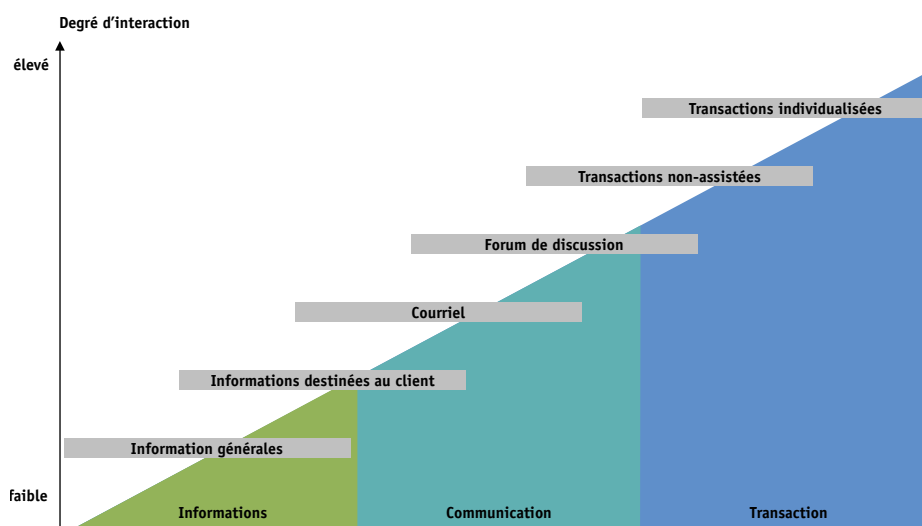 Degré d’interaction
élevé
Transactions individualisées
Transactions non-assistées
Forum de discussion
Courriel
Informations destinées au client
Information générales
faible
Informations
Communication
Transaction